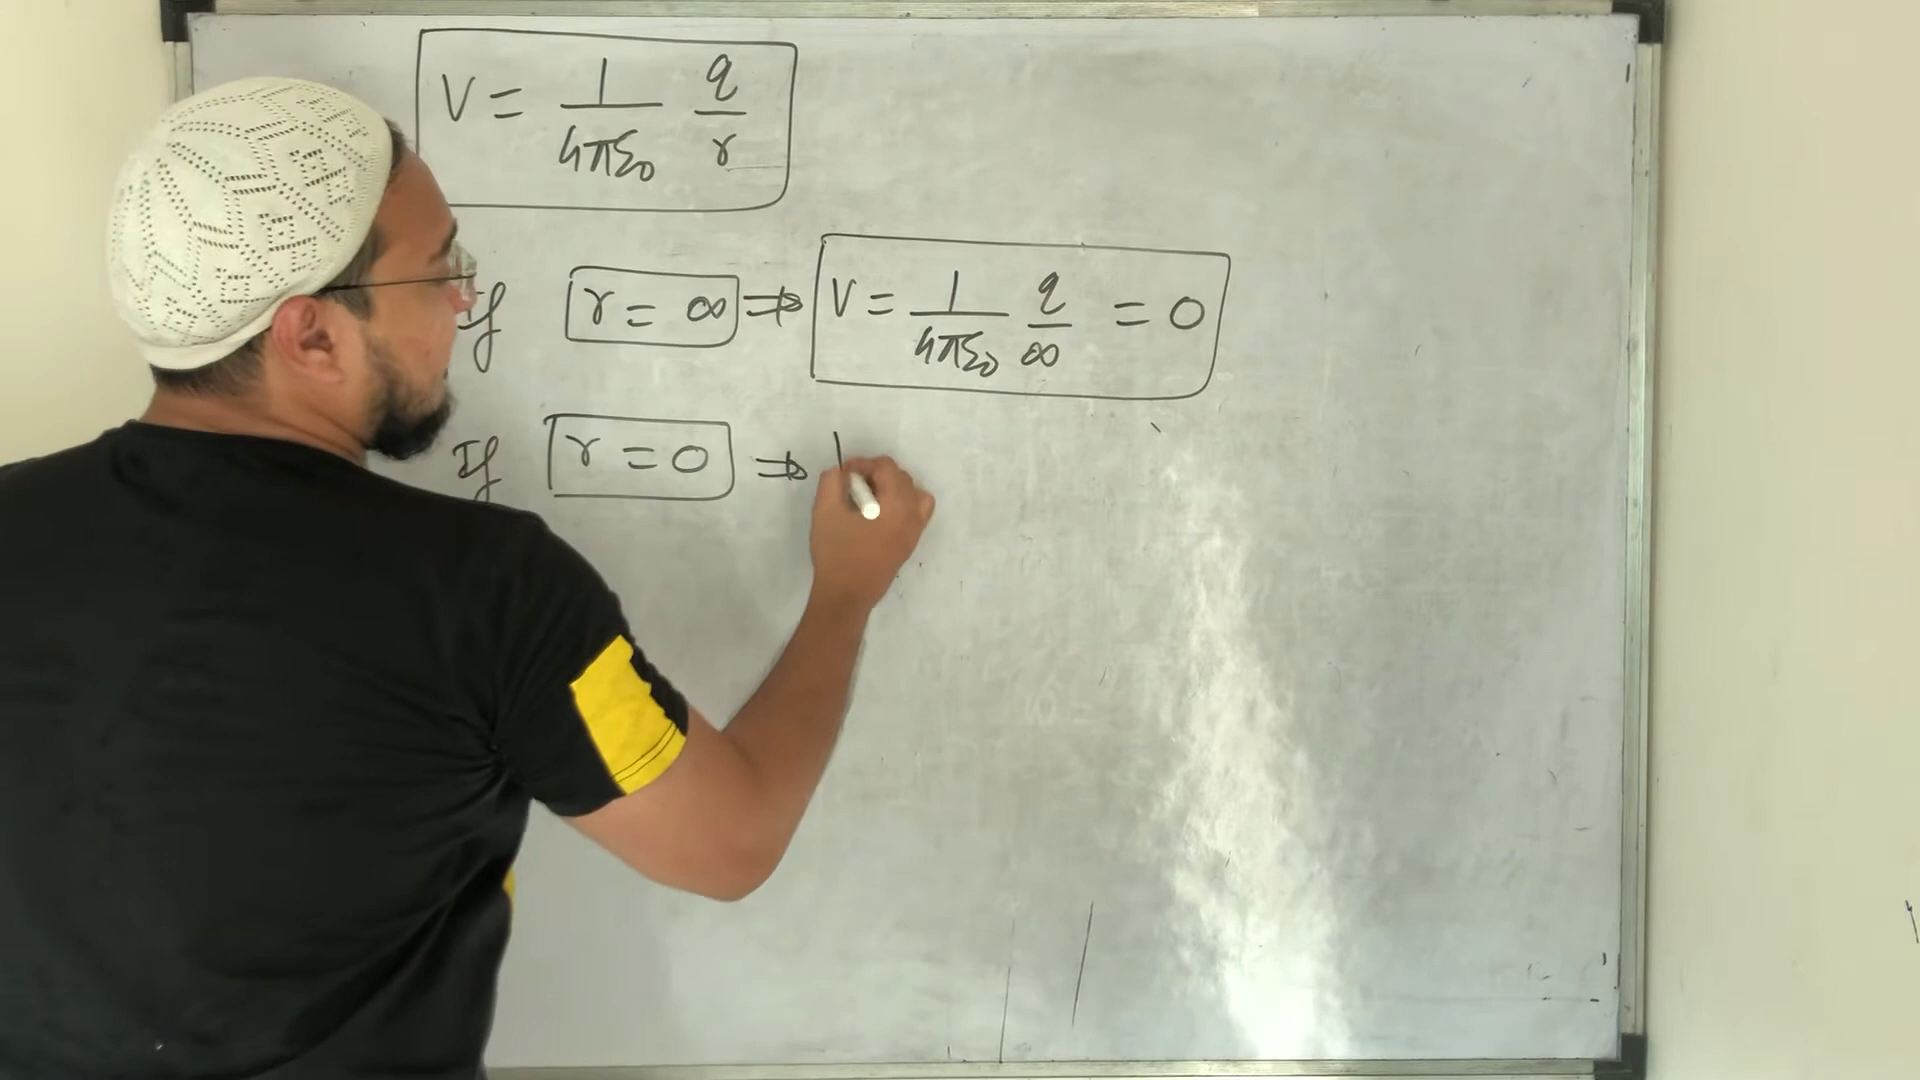 V = 1/4πε₀ q/r
If r = ∞ ⇒ V = 1/4πε₀ q/∞ = 0
If r = 0 ⇒